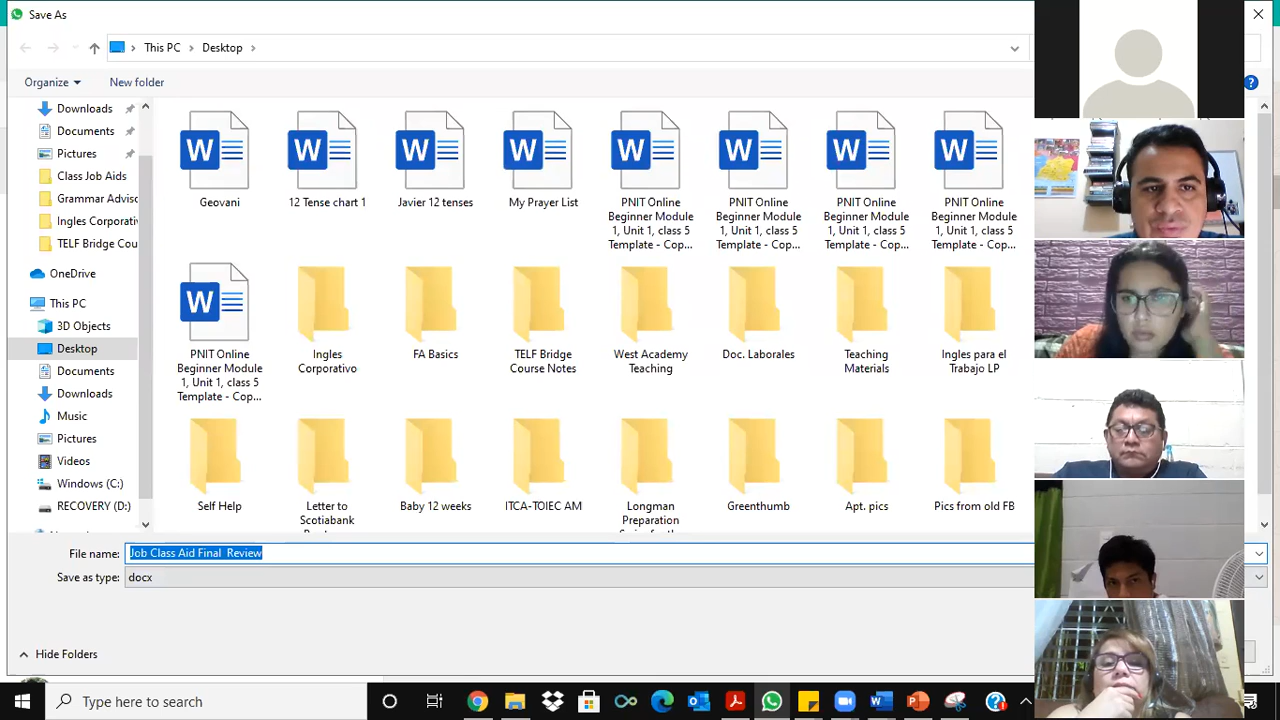 Save As
This PC
Desktop
Organize
New folder
?
Downloads
Documents
Pictures
Class Job Aids
Grammar Advisc
Ingles Corporativ
TELF Bridge Cou
OneDrive
This PC
3D Objects
Desktop
Documents
Downloads
Music
Pictures
Videos
Windows (C:)
RECOVERY (D:)
Geovani
12 Tense chart 1
Javier 12 tenses
My Prayer List
PNIT Online
Beginner Module
1, Unit 1, class 5
Template - Cop...
PNIT Online
Beginner Module
1, Unit 1, class 5
Template - Cop...
PNIT Online
Beginner Module
1, Unit 1, class 5
Template - Cop...
PNIT Online
Beginner Module
1, Unit 1, class 5
Template - Cop...
PNIT Online
Beginner Module
1, Unit 1, class 5
Template - Cop...
Ingles
Corporativo
FA Basics
TELF Bridge
Course Notes
West Academy
Teaching
Doc. Laborales
Teaching
Materials
Ingles para el
Trabajo LP
Self Help
Letter to
Scotiabank
Baby 12 weeks
ITCA-TOIEC AM
Longman
Preparation
Greenthumb
Apt. pics
Pics from old FB
File name: Job Class Aid Final  Review
Save as type: docx
Hide Folders
Type here to search